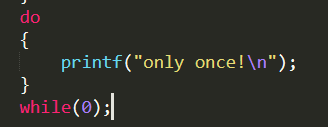 do
{
printf("only once!\n");
}
while(0);